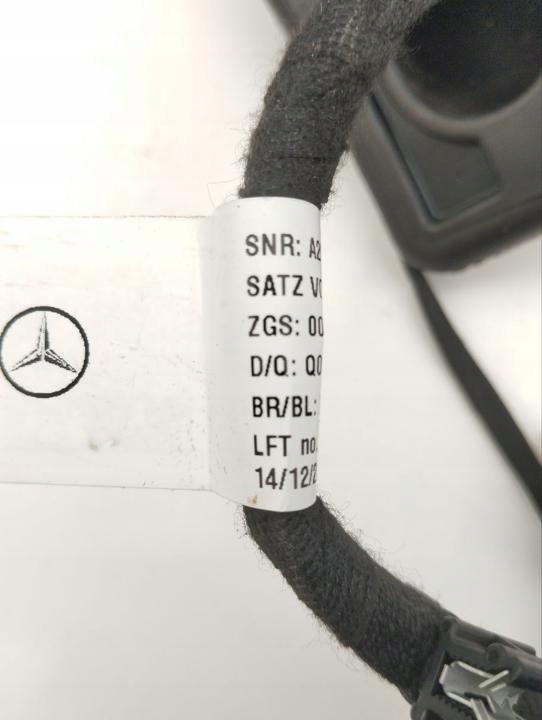 SNR: A2
SATZ V
ZGS: 00
D/Q: Q0
BR/BL:
LFT no.
14/12/2